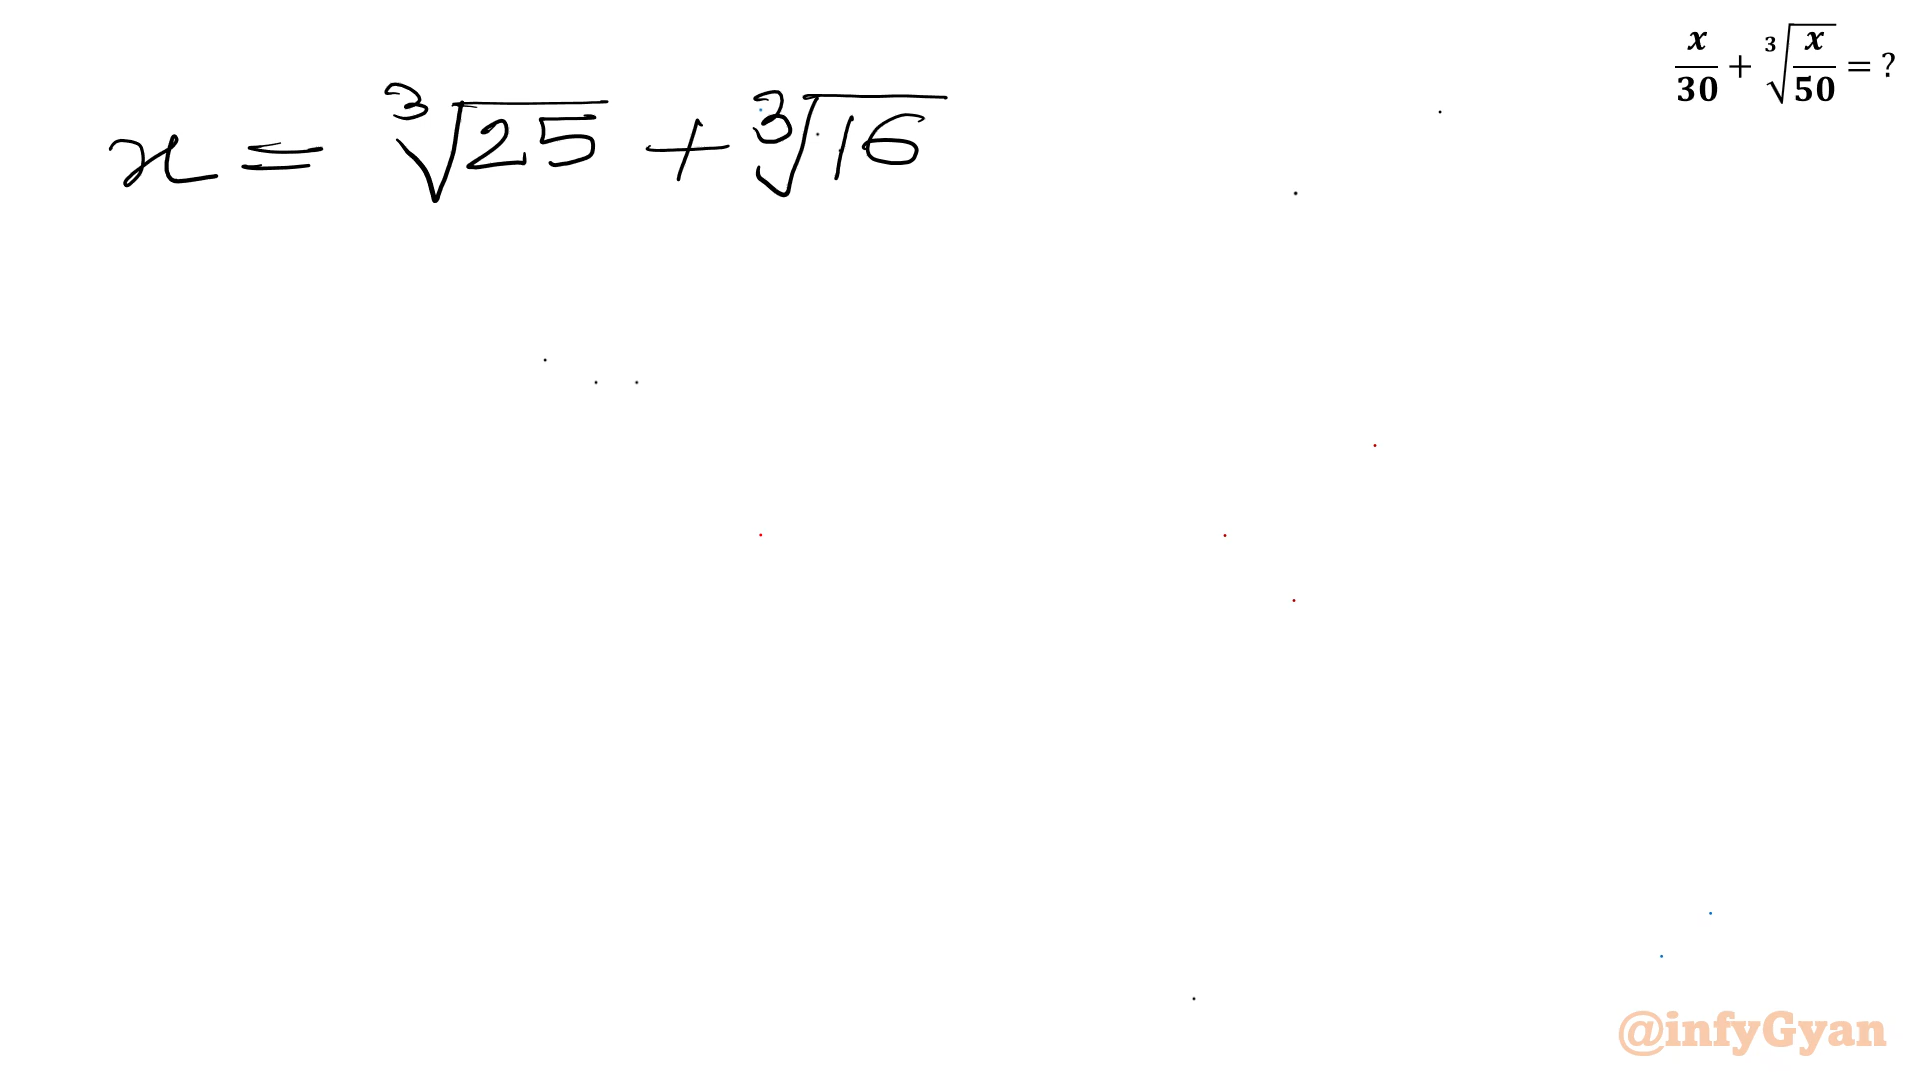 x = ∛25 + ∛16
x/30 + ∛(x/50) = ?
@infyGyan